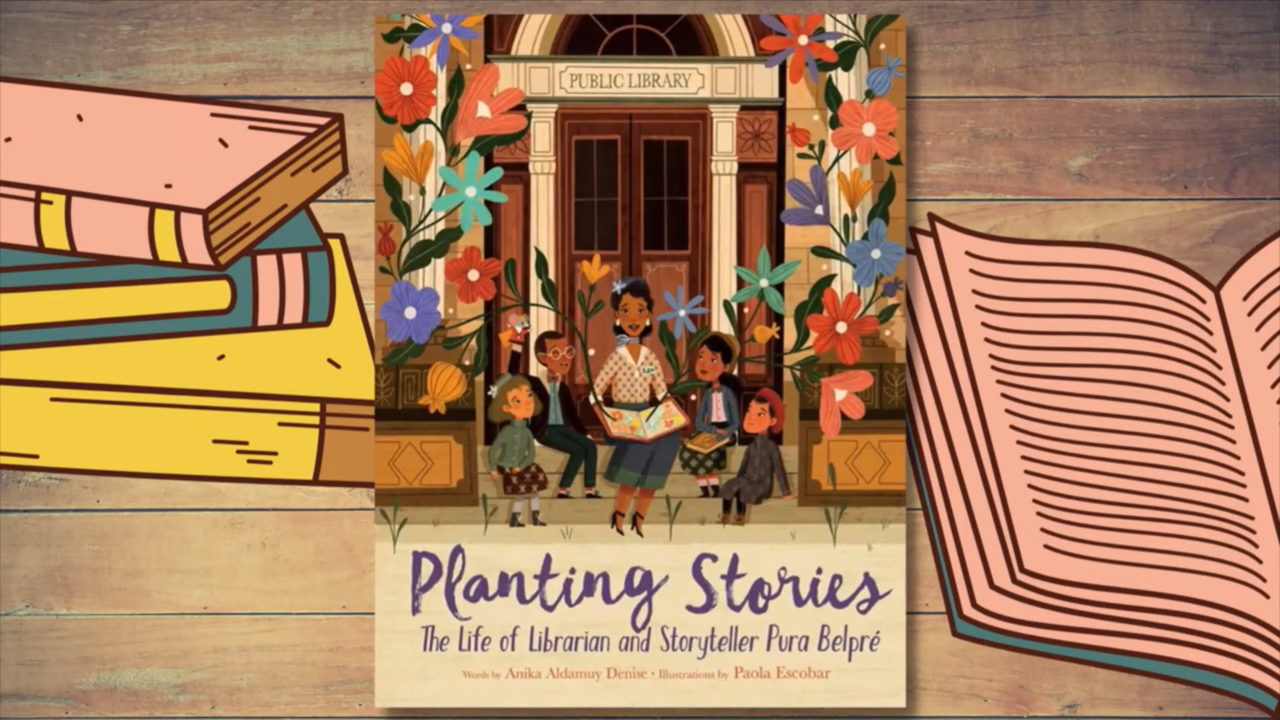 PUBLIC LIBRARY
Planting Stories
The Life of Librarian and Storyteller Pura Belpré
Words by Anika Aldamuy Denise • Illustrations by Paola Escobar